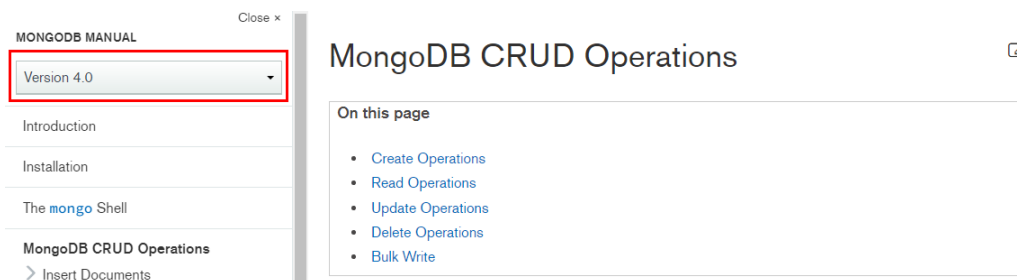 Close ×
MONGODB MANUAL
Version 4.0
Introduction
Installation
The mongo Shell
MongoDB CRUD Operations
Insert Documents
MongoDB CRUD Operations
On this page
• Create Operations
• Read Operations
• Update Operations
• Delete Operations
• Bulk Write